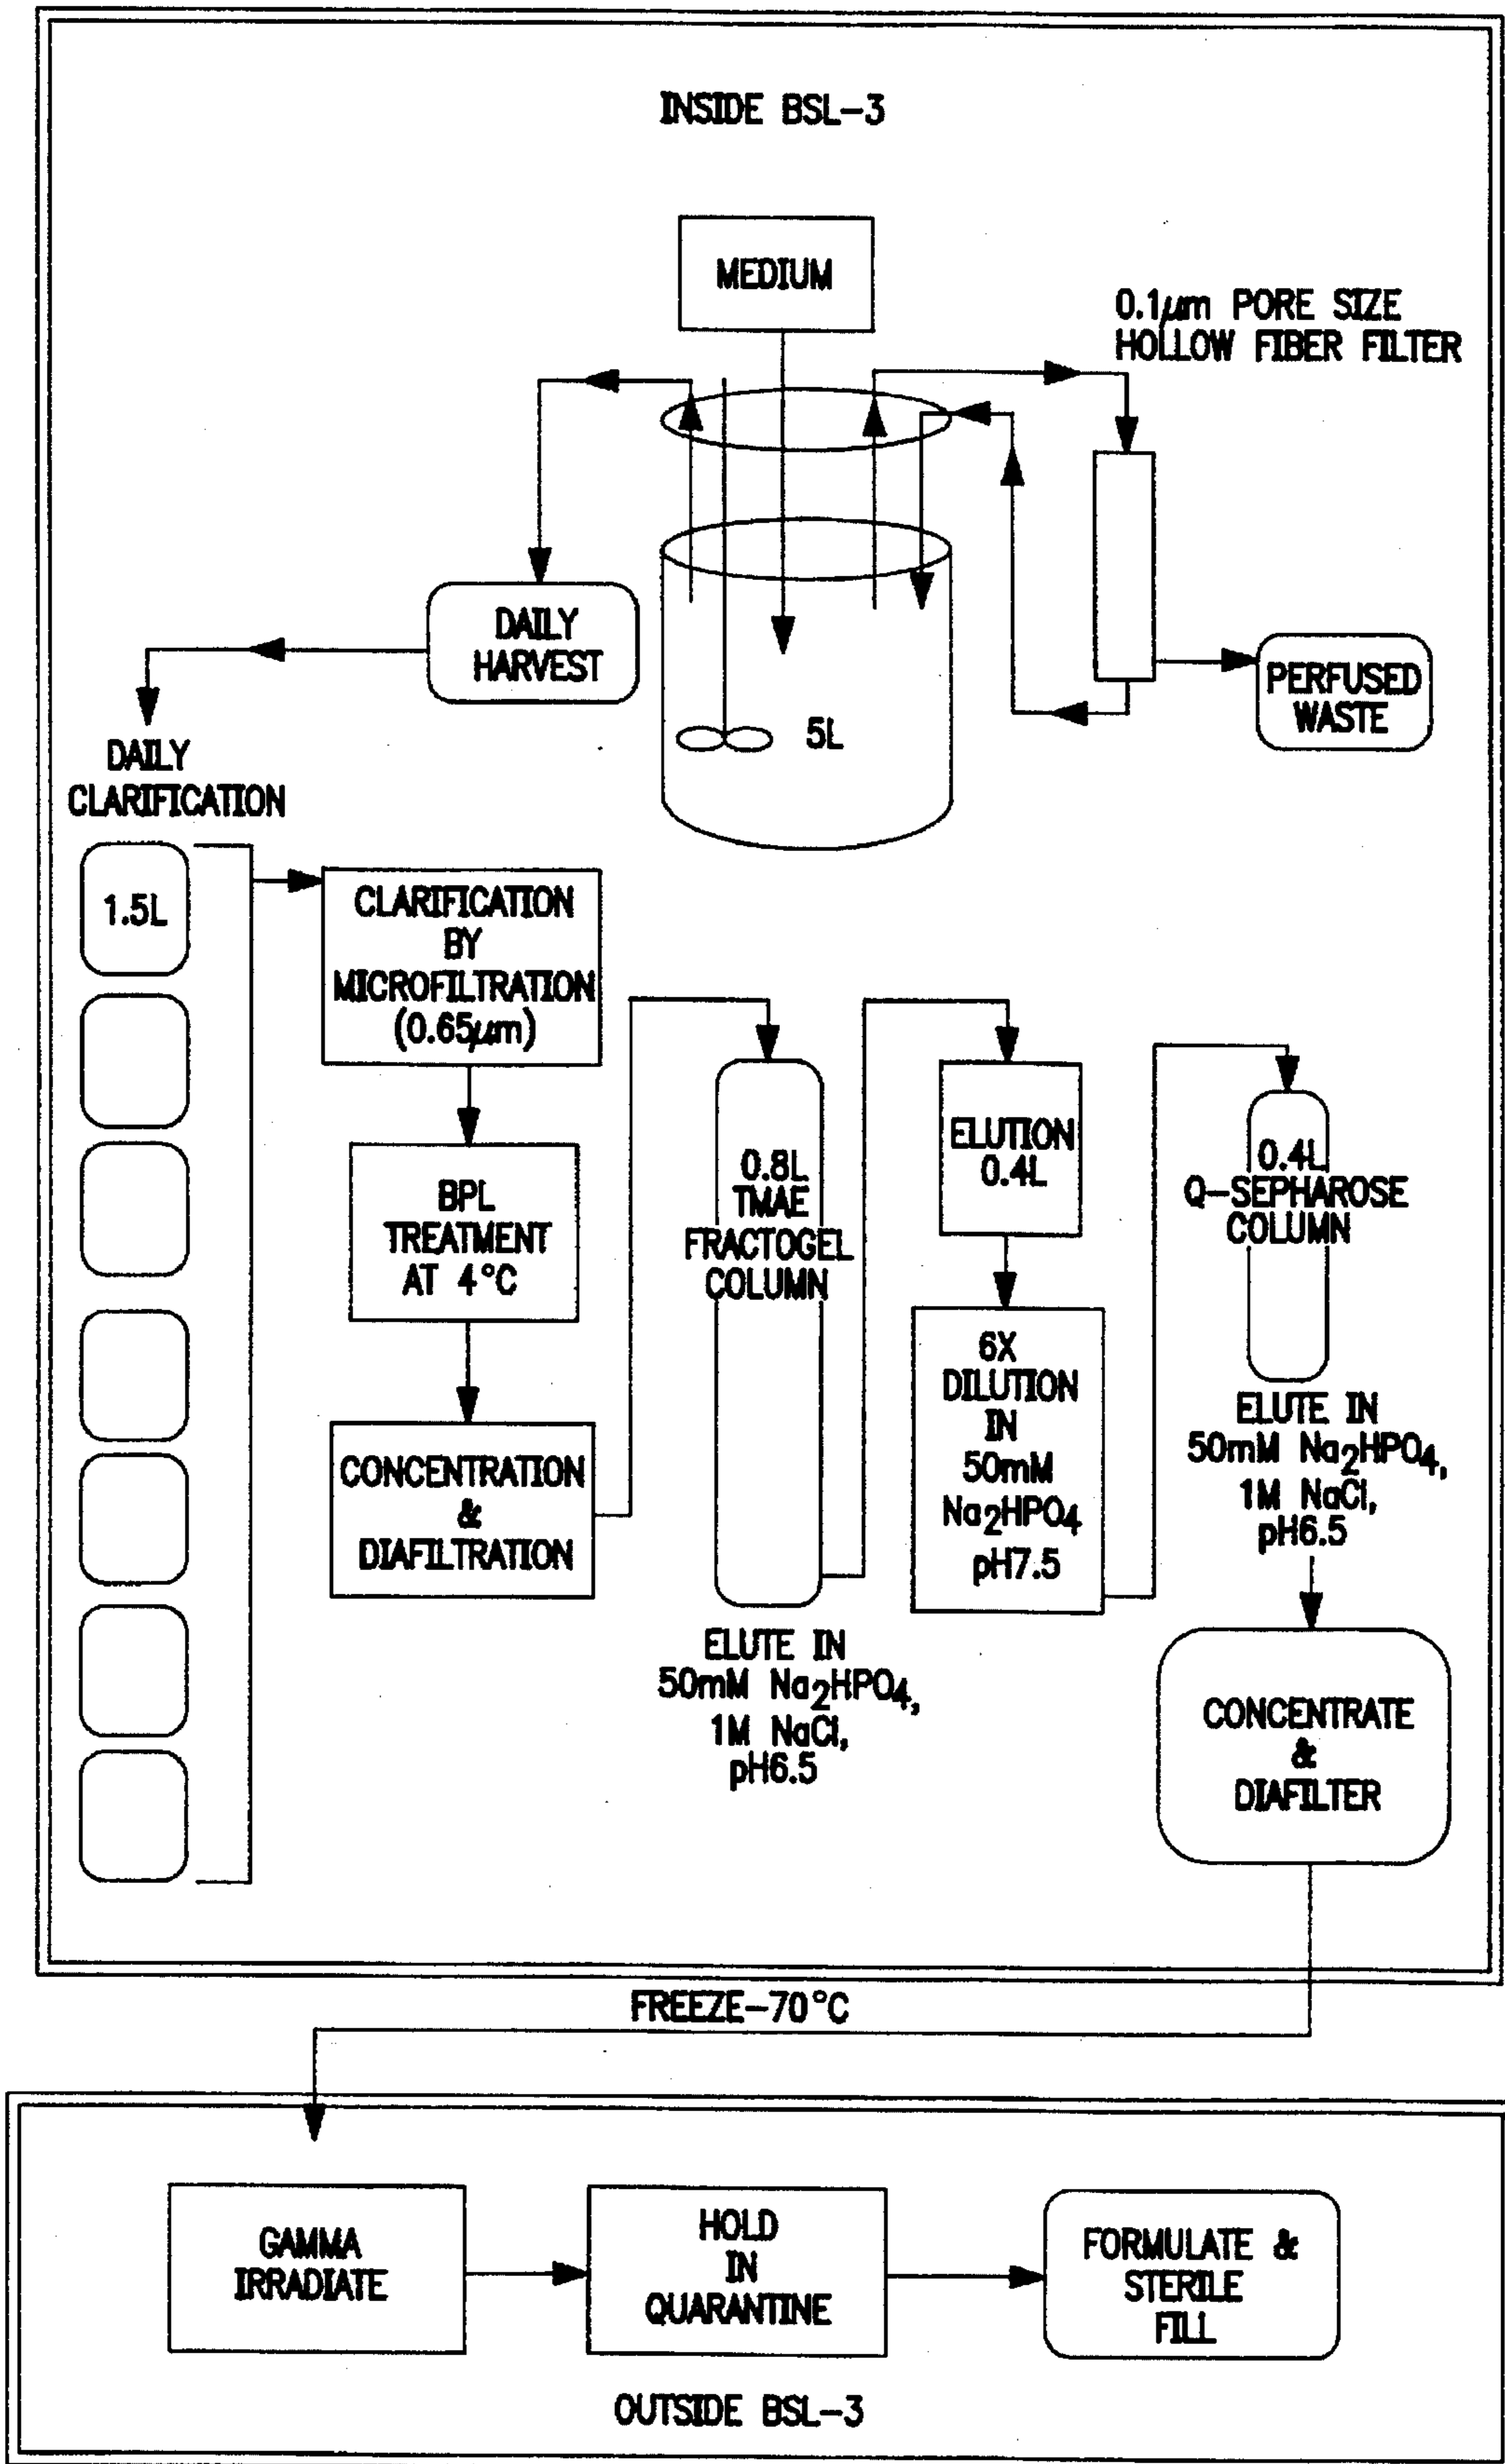 INSIDE BSL-3
MEDIUM
0.1µm PORE SIZE
HOLLOW FIBER FILTER
DAILY
HARVEST
PERFUSED
WASTE
5L
DAILY
CLARIFICATION
1.5L
CLARIFICATION
BY
MICROFILTRATION
(0.65µm)
BPL
TREATMENT
AT 4°C
CONCENTRATION
&
DIAFILTRATION
0.8L
TMAE
FRACTOGEL
COLUMN
ELUTE IN
50mM Na2HPO4,
1M NaCl,
pH6.5
ELUTION
0.4L
6X
DILUTION
IN
50mM
Na2HPO4
pH7.5
0.4L
Q-SEPHAROSE
COLUMN
ELUTE IN
50mM Na2HPO4,
1M NaCl,
pH6.5
CONCENTRATE
&
DIAFILTER
FREEZE-70°C
GAMMA
IRRADIATE
HOLD
IN
QUARANTINE
FORMULATE &
STERILE
FILL
OUTSIDE BSL-3